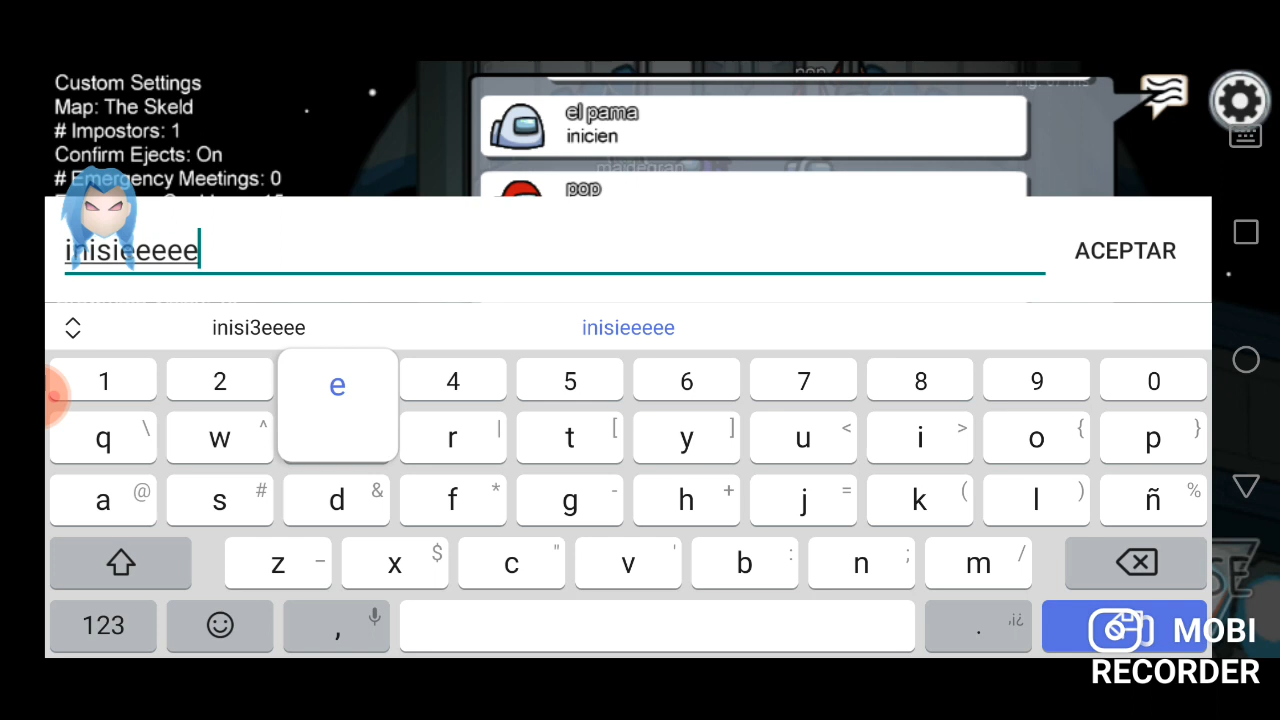 Custom Settings
Map: The Skeld
# Impostors: 1
Confirm Ejects: On
# Emergency Meetings: 0
el pama
inicien
maidegran
pop
inisieeeee
ACEPTAR
inisi3eeee
inisieeeee
1 2 e 4 5 6 7 8 9 0
q \ w ^ r | t [ y ] u < i > o { p }
a @ s # d & f * g - h + j = k ( l ) ñ %
z – x $ c " v ' b : n ; m /
123 , . ,i¿
MOBI
RECORDER